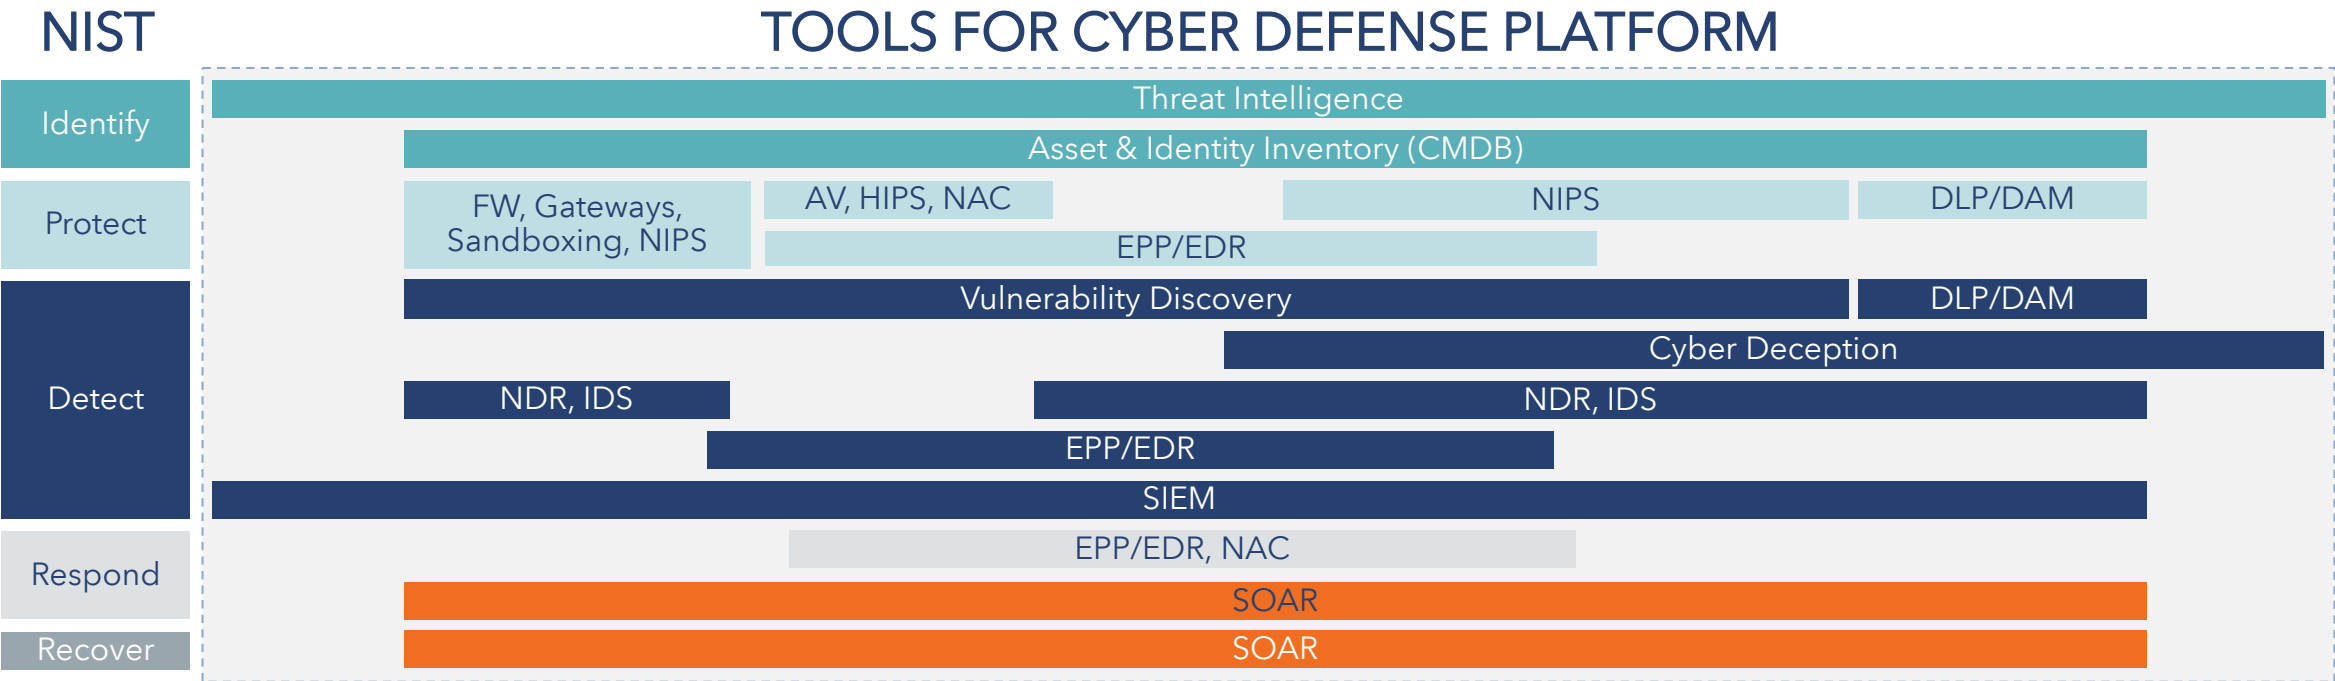 NIST
TOOLS FOR CYBER DEFENSE PLATFORM
Identify
Threat Intelligence
Asset & Identity Inventory (CMDB)
Protect
FW, Gateways,
Sandboxing, NIPS
AV, HIPS, NAC
NIPS
DLP/DAM
EPP/EDR
Detect
Vulnerability Discovery
DLP/DAM
Cyber Deception
NDR, IDS
NDR, IDS
EPP/EDR
SIEM
Respond
EPP/EDR, NAC
SOAR
Recover
SOAR